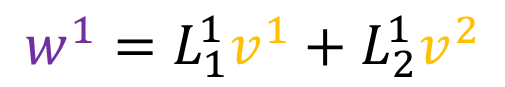 w¹ = L¹₁v¹ + L¹₂v²